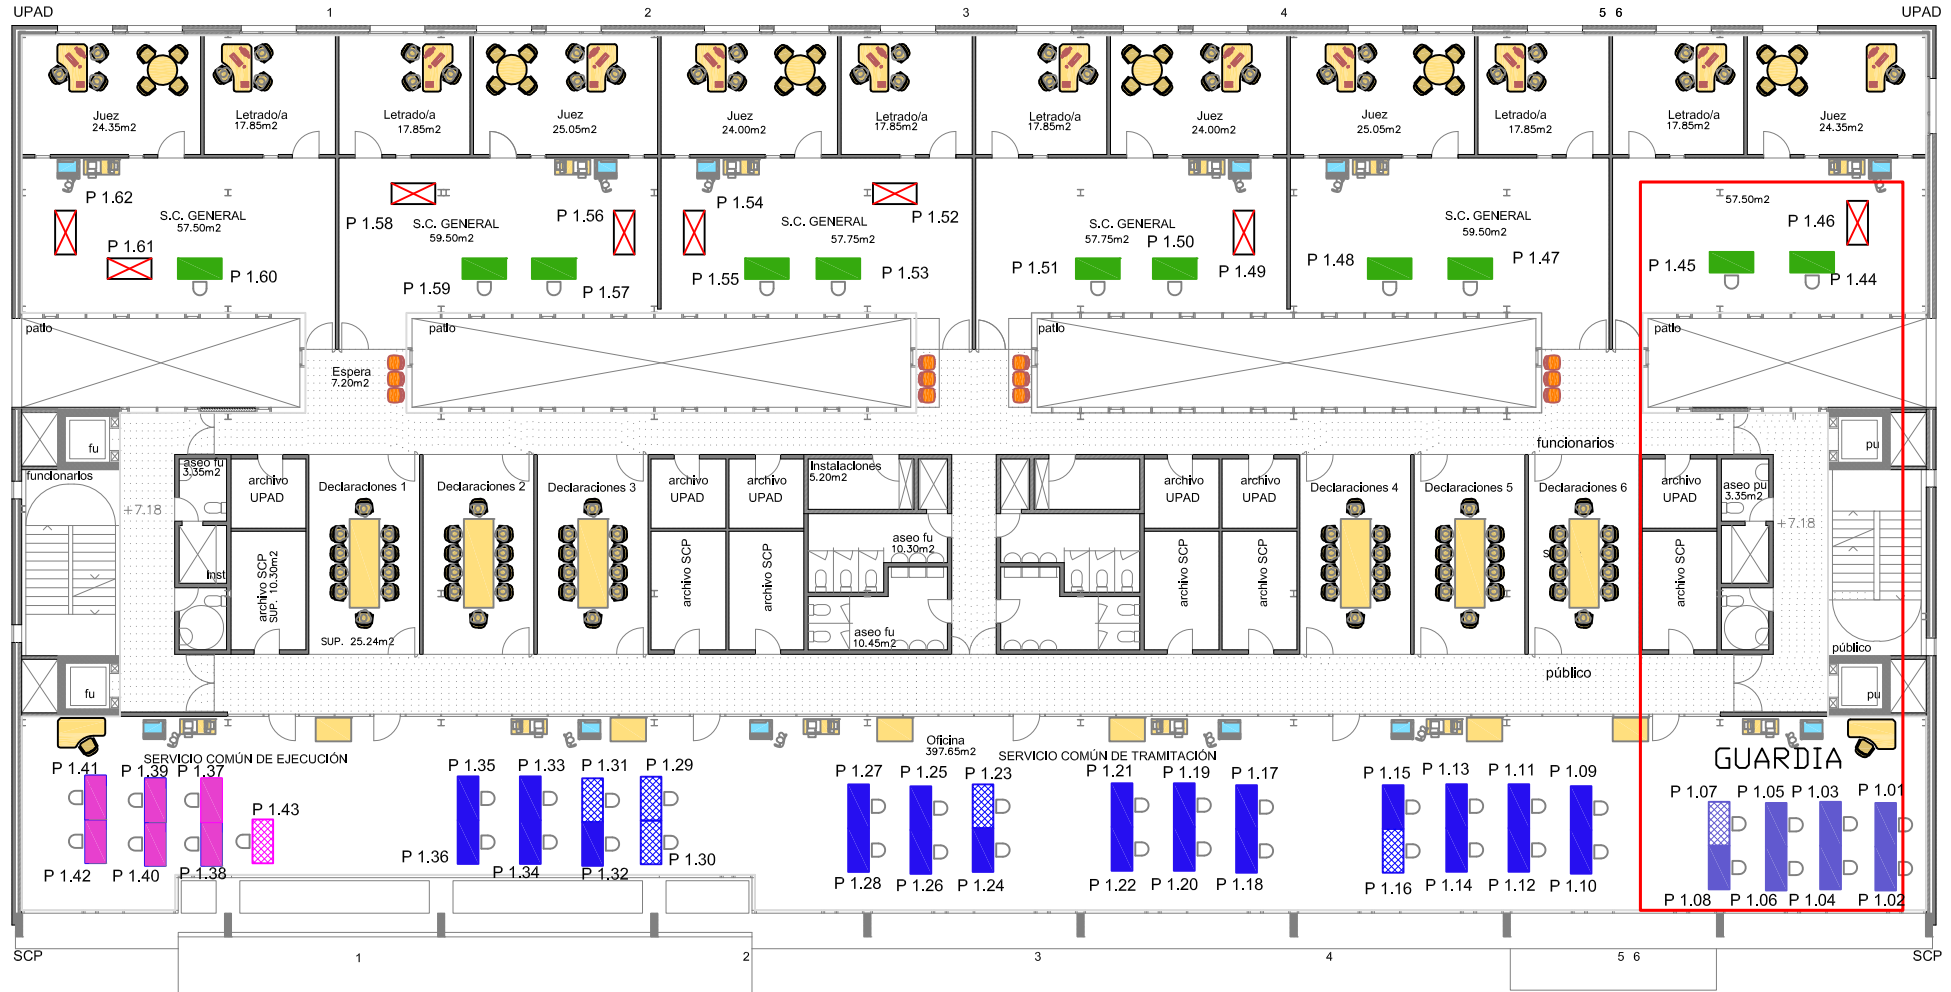 UPAD 1 2 3 4 5 6 UPAD
Juez
24.35m2
Letrado/a
17.85m2
Letrado/a
17.85m2
Juez
25.05m2
Juez
24.00m2
Letrado/a
17.85m2
Letrado/a
17.85m2
Juez
24.00m2
Juez
25.05m2
Letrado/a
17.85m2
Letrado/a
17.85m2
Juez
24.35m2
P 1.62
S.C. GENERAL
57.50m2
P 1.61
P 1.60
P 1.58
S.C. GENERAL
59.50m2
P 1.56
P 1.59
P 1.57
P 1.54
S.C. GENERAL
57.75m2
P 1.52
P 1.55
P 1.53
S.C. GENERAL
57.75m2
P 1.50
P 1.51
P 1.49
S.C. GENERAL
59.50m2
P 1.48
P 1.47
57.50m2
P 1.46
P 1.45
P 1.44
patio
patio
patio
patio
Espera
7.20m2
fu
funcionarios
pu
funcionarios
aseo fu
3.35m2
archivo
UPAD
Declaraciones 1
Declaraciones 2
Declaraciones 3
archivo
UPAD
archivo
UPAD
Instalaciones
5.20m2
archivo
UPAD
archivo
UPAD
Declaraciones 4
Declaraciones 5
Declaraciones 6
archivo
UPAD
aseo pu
3.35m2
+7.18
+7.18
Inst
archivo SCP
SUP. 10.30m2
SUP. 25.24m2
archivo SCP
archivo SCP
aseo fu
10.30m2
aseo fu
10.45m2
archivo SCP
archivo SCP
archivo SCP
público
público
fu
pu
SERVICIO COMÚN DE EJECUCIÓN
Oficina
397.65m2
SERVICIO COMÚN DE TRAMITACIÓN
GUARDIA
P 1.41
P 1.39
P 1.37
P 1.43
P 1.35
P 1.33
P 1.31
P 1.29
P 1.27
P 1.25
P 1.23
P 1.21
P 1.19
P 1.17
P 1.15
P 1.13
P 1.11
P 1.09
P 1.07
P 1.05
P 1.03
P 1.01
P 1.42
P 1.40
P 1.38
P 1.36
P 1.34
P 1.32
P 1.30
P 1.28
P 1.26
P 1.24
P 1.22
P 1.20
P 1.18
P 1.16
P 1.14
P 1.12
P 1.10
P 1.08
P 1.06
P 1.04
P 1.02
SCP 1 2 3 4 5 6 SCP